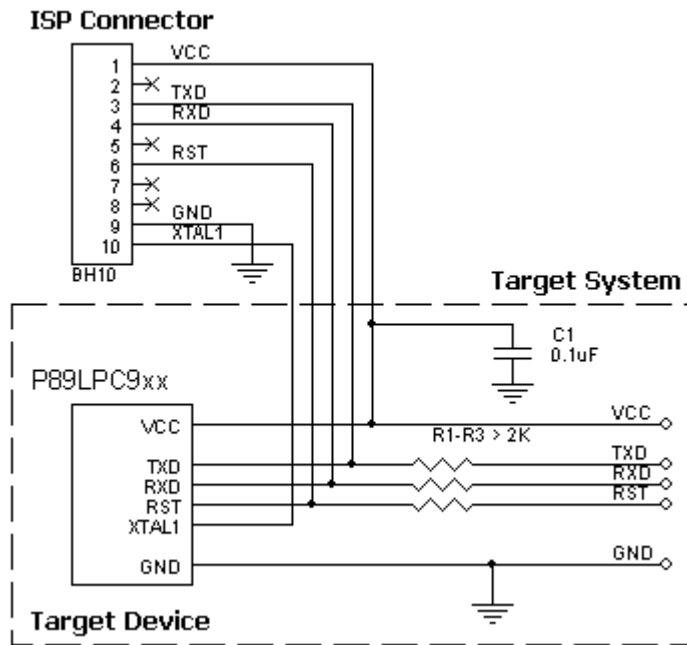 ISP Connector
VCC
1
2
TXD
3
RXD
4
5
RST
6
7
8
GND
9
XTAL1
10
BH10
Target System
C1
0.1uF
P89LPC9xx
VCC
R1-R3 > 2K
VCC
TXD
TXD
RXD
RXD
RST
RST
XTAL1
GND
GND
Target Device